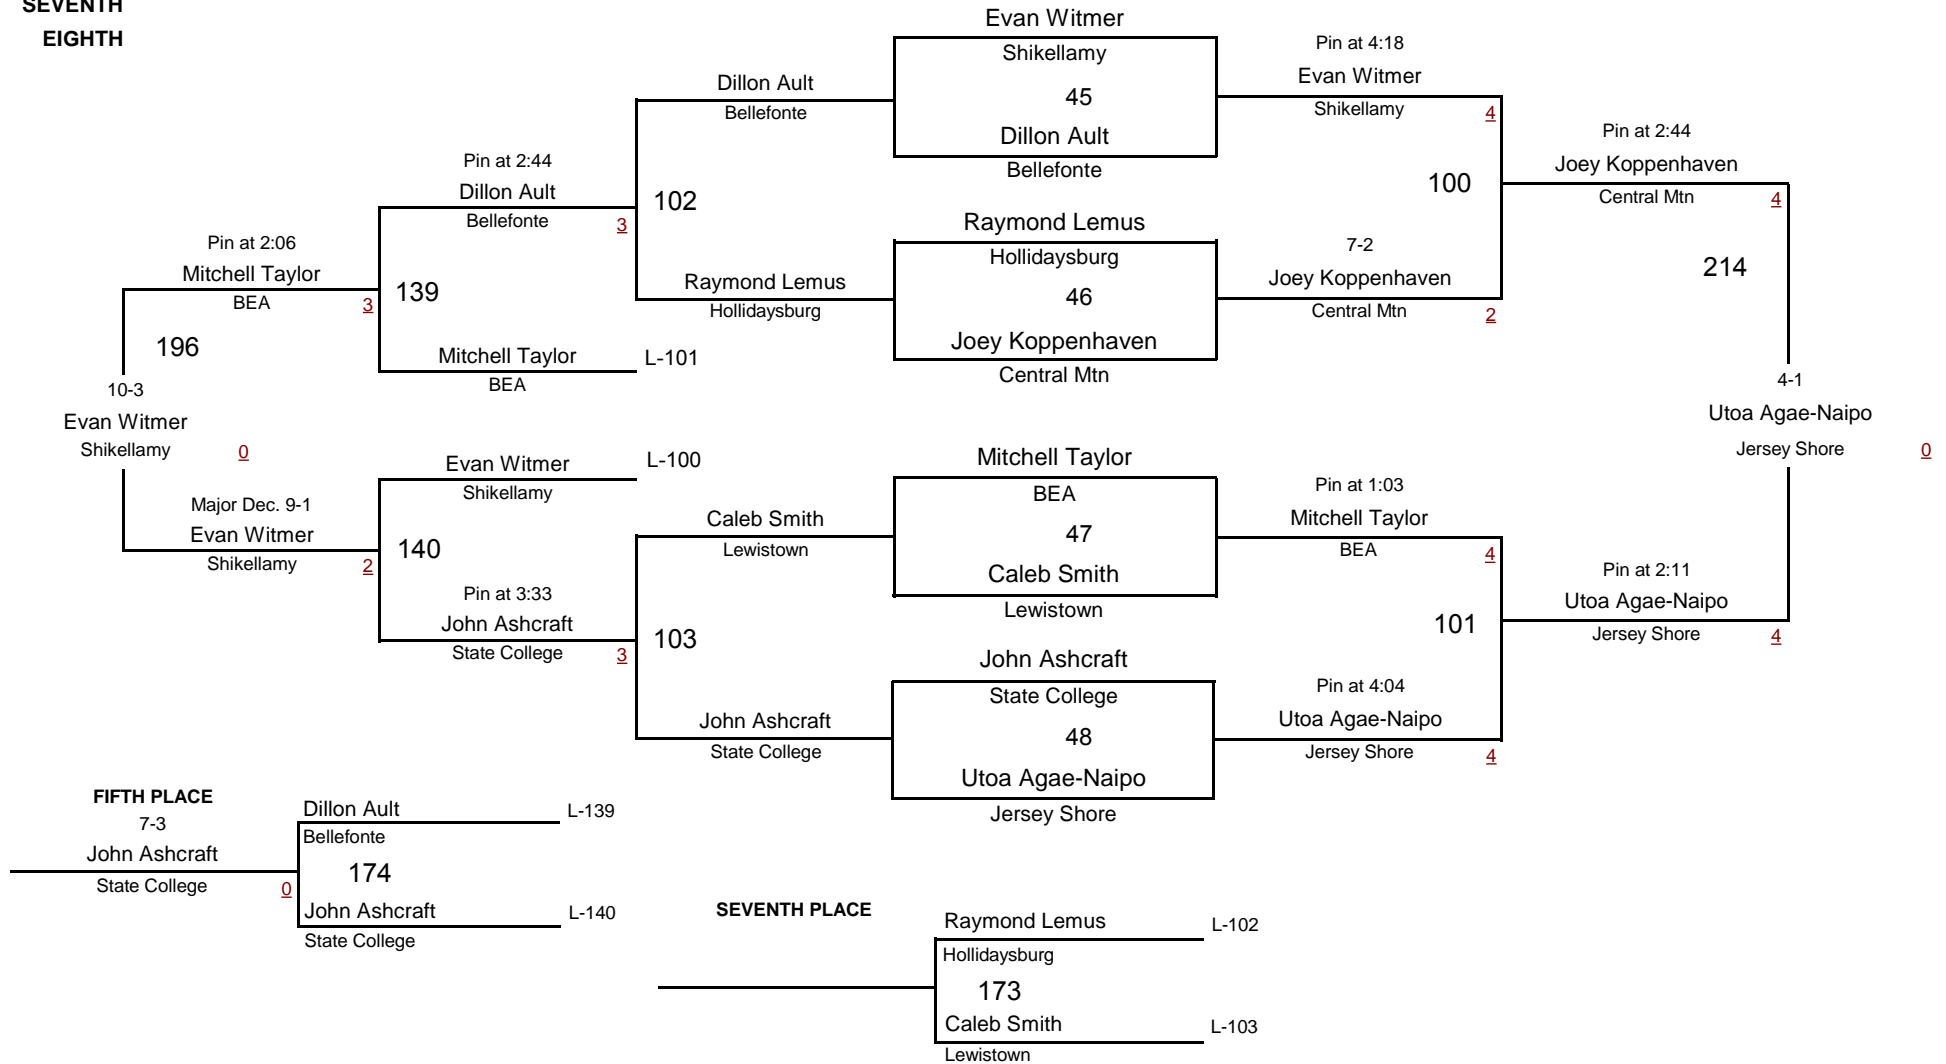 SEVENTH
EIGHTH
Evan Witmer
Shikellamy
45
Dillon Ault
Bellefonte
Raymond Lemus
Hollidaysburg
46
Joey Koppenhaven
Central Mtn
Mitchell Taylor
BEA
47
Caleb Smith
Lewistown
John Ashcraft
State College
48
Utoa Agae-Naipo
Jersey Shore
Pin at 4:18
Evan Witmer
Shikellamy
4
100
7-2
Joey Koppenhaven
Central Mtn
2
Pin at 1:03
Mitchell Taylor
BEA
4
101
Pin at 4:04
Utoa Agae-Naipo
Jersey Shore
4
Pin at 2:44
Joey Koppenhaven
Central Mtn
4
214
Pin at 2:11
Utoa Agae-Naipo
Jersey Shore
4
4-1
Utoa Agae-Naipo
Jersey Shore
0
Dillon Ault
Bellefonte
102
Raymond Lemus
Hollidaysburg
Caleb Smith
Lewistown
103
John Ashcraft
State College
Pin at 2:44
Dillon Ault
Bellefonte
3
139
Mitchell Taylor
L-101
BEA
Evan Witmer
L-100
Shikellamy
140
Pin at 3:33
John Ashcraft
State College
3
Pin at 2:06
Mitchell Taylor
BEA
3
196
10-3
Evan Witmer
Shikellamy
0
Major Dec. 9-1
Evan Witmer
Shikellamy
2
FIFTH PLACE
7-3
John Ashcraft
State College
0
Dillon Ault
L-139
Bellefonte
174
John Ashcraft
L-140
State College
SEVENTH PLACE
Raymond Lemus
L-102
Hollidaysburg
173
Caleb Smith
L-103
Lewistown